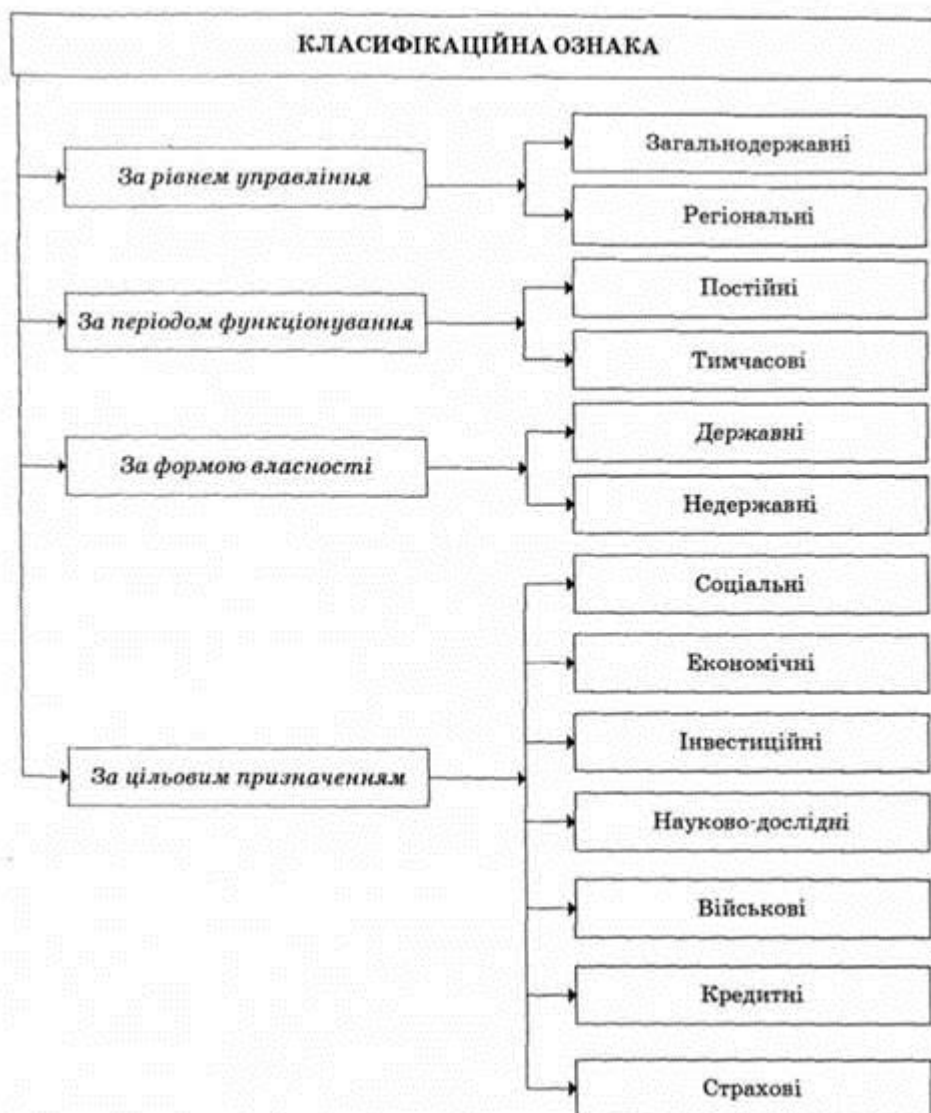 КЛАСИФІКАЦІЙНА ОЗНАКА
За рівнем управління
Загальнодержавні
Регіональні
За періодом функціонування
Постійні
Тимчасові
За формою власності
Державні
Недержавні
За цільовим призначенням
Соціальні
Економічні
Інвестиційні
Науково-дослідні
Військові
Кредитні
Страхові